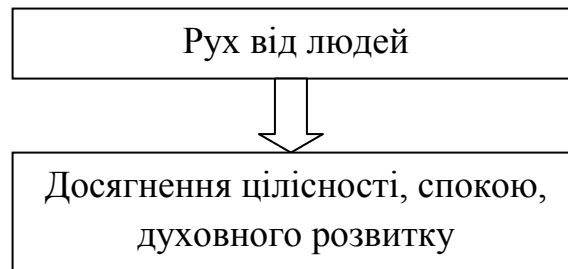 Рух від людей
Досягнення цілісності, спокою,
духовного розвитку